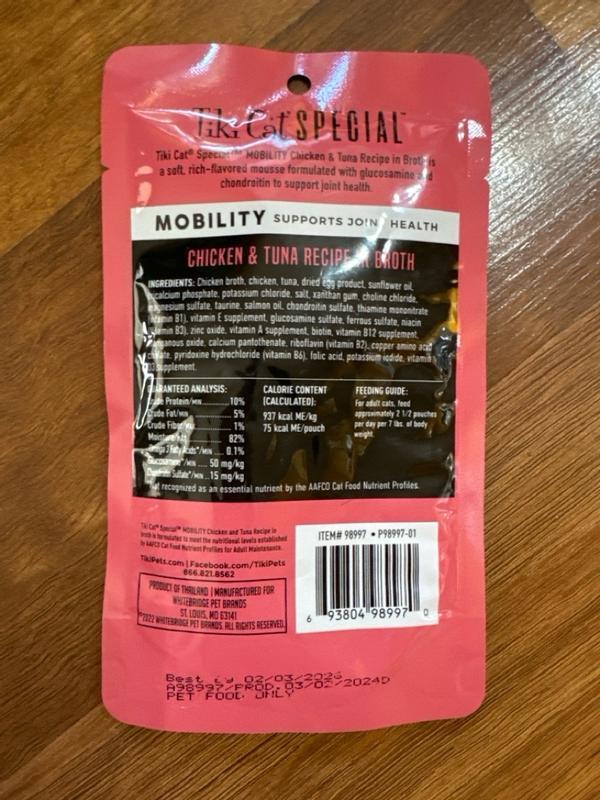 Tiki Cat® SPECIAL™
Tiki Cat® Special™ MOBILITY Chicken & Tuna Recipe in Broth is
a soft, rich-flavored mousse formulated with glucosamine and
chondroitin to support joint health.
MOBILITY SUPPORTS JOINT HEALTH
CHICKEN & TUNA RECIPE IN BROTH
INGREDIENTS: Chicken broth, chicken, tuna, dried egg product, sunflower oil,
tricalcium phosphate, potassium chloride, salt, xanthan gum, choline chloride,
magnesium sulfate, taurine, salmon oil, chondroitin sulfate, thiamine mononitrate
(vitamin B1), vitamin E supplement, glucosamine sulfate, ferrous sulfate, niacin
(vitamin B3), zinc oxide, vitamin A supplement, biotin, vitamin B12 supplement,
manganous oxide, calcium pantothenate, riboflavin (vitamin B2), copper amino acid
chelate, pyridoxine hydrochloride (vitamin B6), folic acid, potassium iodide, vitamin
D3 supplement.
GUARANTEED ANALYSIS:
Crude Protein/MIN 10%
Crude Fat/MIN 5%
Crude Fiber/MAX 1%
Moisture/MAX 82%
Omega 3 Fatty Acids*/MIN 0.1%
Glucosamine*/MIN 50 mg/kg
Chondroitin Sulfate*/MIN 15 mg/kg
CALORIE CONTENT
(CALCULATED):
937 kcal ME/kg
75 kcal ME/pouch
FEEDING GUIDE:
For adult cats, feed
approximately 2 1/2 pouches
per day per 7 lbs. of body
weight.
*Not recognized as an essential nutrient by the AAFCO Cat Food Nutrient Profiles.
Tiki Cat® Special™ MOBILITY Chicken and Tuna Recipe in
broth is formulated to meet the nutritional levels established
by AAFCO Cat Food Nutrient Profiles for Adult Maintenance.
TikiPets.com | Facebook.com/TikiPets
866.821.8562
PRODUCT OF THAILAND | MANUFACTURED FOR
WHITEBRIDGE PET BRANDS
ST. LOUIS, MO 63141
©2022 WHITEBRIDGE PET BRANDS. ALL RIGHTS RESERVED.
ITEM# 98997 • P98997-01
6 93804 98997 0
Best by 02/03/2026
A98997/PROD. 03/02/2024D
PET FOOD ONLY